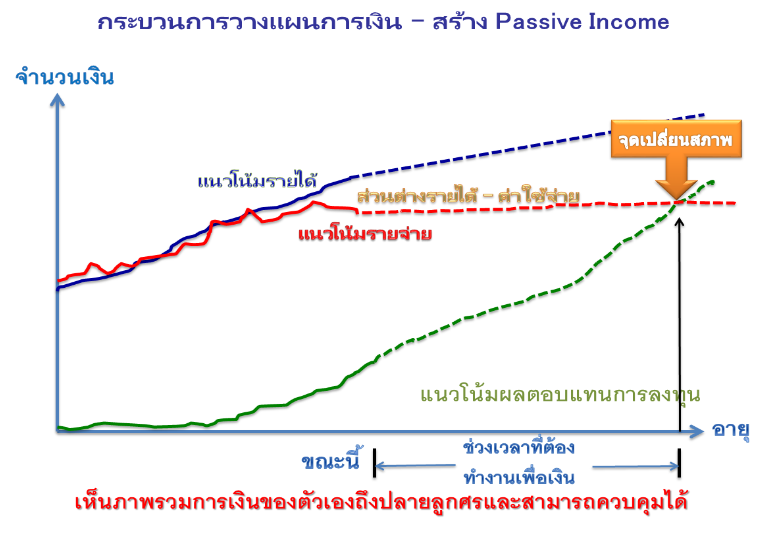 กระบวนการวางแผนการเงิน – สร้าง Passive Income
จำนวนเงิน
จุดเปลี่ยนสภาพ
แนวโน้มรายได้
ส่วนต่างรายได้ – ค่าใช้จ่าย
แนวโน้มรายจ่าย
แนวโน้มผลตอบแทนการลงทุน
อายุ
ขณะนี้
ช่วงเวลาที่ต้อง
ทำงานเพื่อเงิน
เห็นภาพรวมการเงินของตัวเองถึงปลายลูกศรและสามารถควบคุมได้